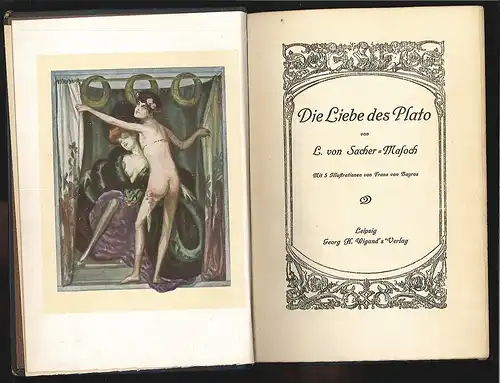 Die Liebe des Plato
von
L. von Sacher=Masoch
Mit 5 Illustrationen von Franz von Bayros
Leipzig
Georg H. Wigand's Verlag